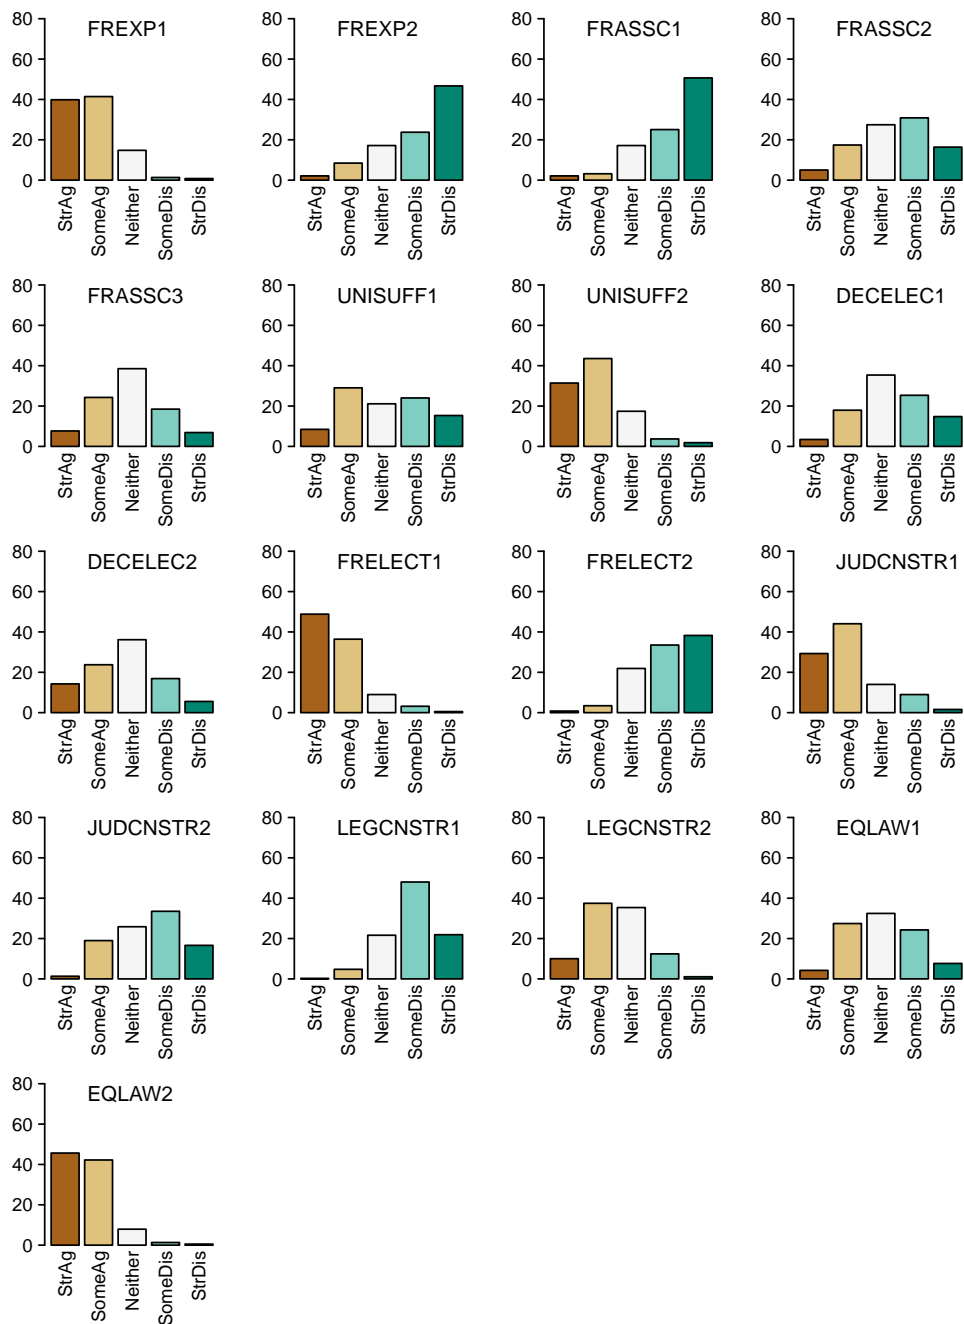 FREXP1 FREXP2 FRASSC1 FRASSC2
80 80 80 80
60 60 60 60
40 40 40 40
20 20 20 20
0 0 0 0
StrAg SomeAg Neither SomeDis StrDis StrAg SomeAg Neither SomeDis StrDis StrAg SomeAg Neither SomeDis StrDis StrAg SomeAg Neither SomeDis StrDis
FRASSC3 UNISUFF1 UNISUFF2 DECELEC1
80 80 80 80
60 60 60 60
40 40 40 40
20 20 20 20
0 0 0 0
StrAg SomeAg Neither SomeDis StrDis StrAg SomeAg Neither SomeDis StrDis StrAg SomeAg Neither SomeDis StrDis StrAg SomeAg Neither SomeDis StrDis
DECELEC2 FRELECT1 FRELECT2 JUDCNSTR1
80 80 80 80
60 60 60 60
40 40 40 40
20 20 20 20
0 0 0 0
StrAg SomeAg Neither SomeDis StrDis StrAg SomeAg Neither SomeDis StrDis StrAg SomeAg Neither SomeDis StrDis StrAg SomeAg Neither SomeDis StrDis
JUDCNSTR2 LEGCNSTR1 LEGCNSTR2 EQLAW1
80 80 80 80
60 60 60 60
40 40 40 40
20 20 20 20
0 0 0 0
StrAg SomeAg Neither SomeDis StrDis StrAg SomeAg Neither SomeDis StrDis StrAg SomeAg Neither SomeDis StrDis StrAg SomeAg Neither SomeDis StrDis
EQLAW2
80
60
40
20
0
StrAg SomeAg Neither SomeDis StrDis